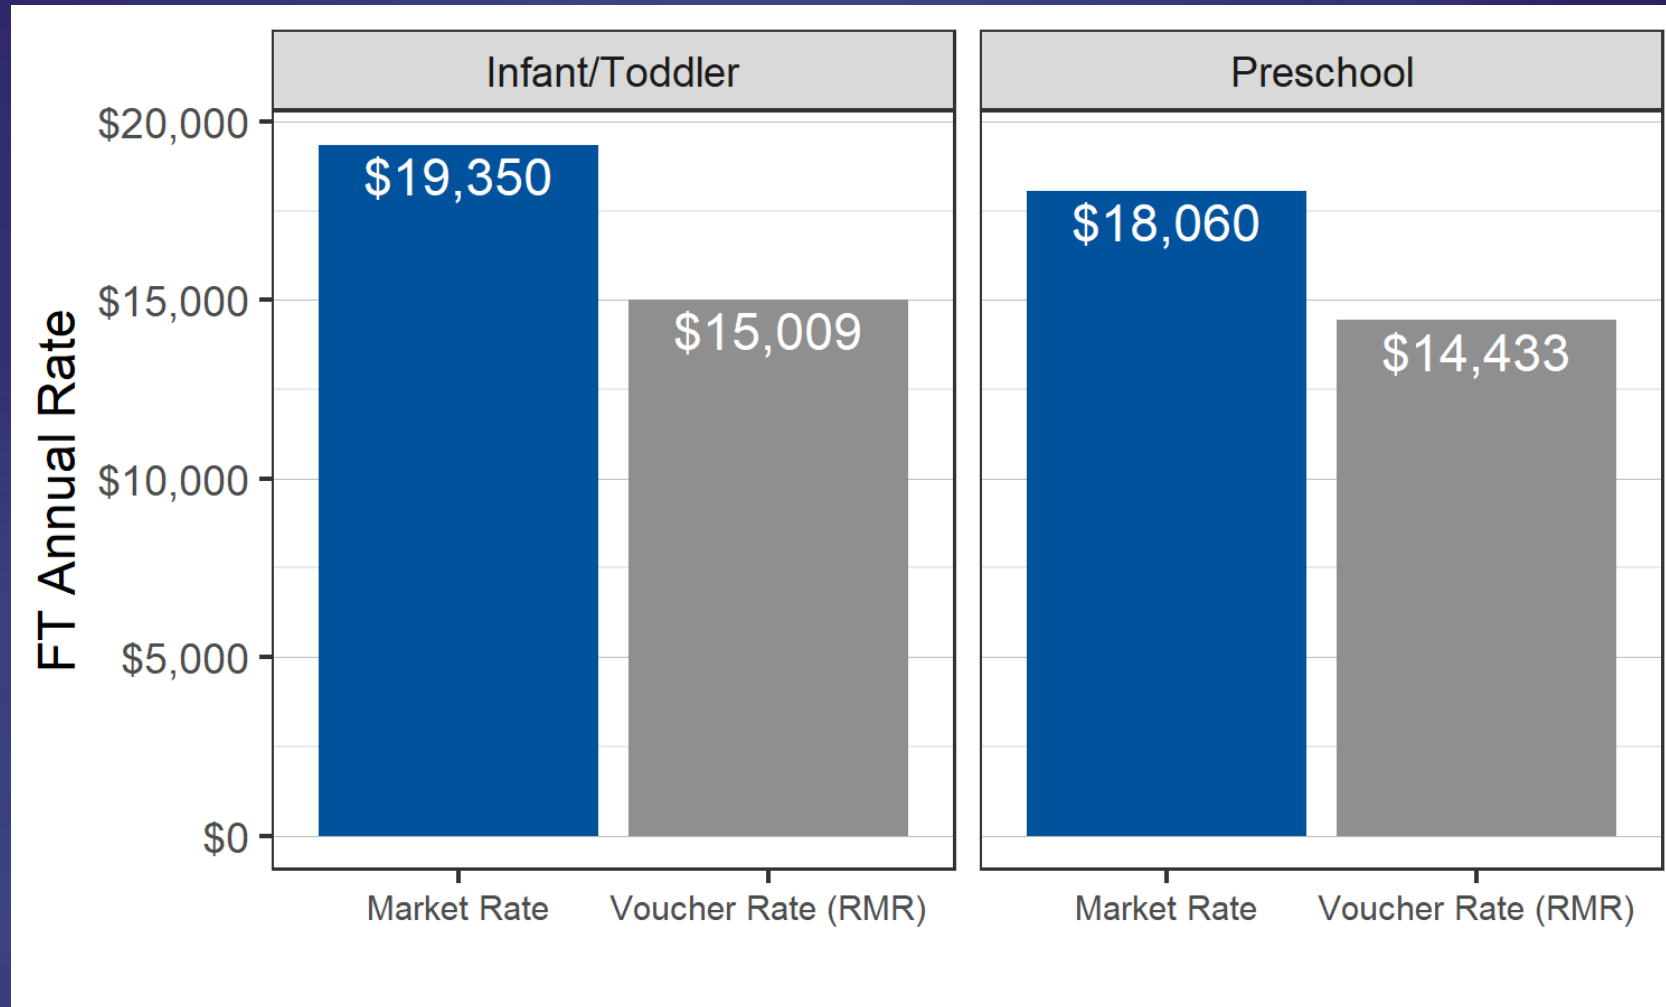 Infant/Toddler
Preschool
FT Annual Rate
$20,000
$15,000
$10,000
$5,000
$0
$19,350
$15,009
$18,060
$14,433
Market Rate
Voucher Rate (RMR)
Market Rate
Voucher Rate (RMR)